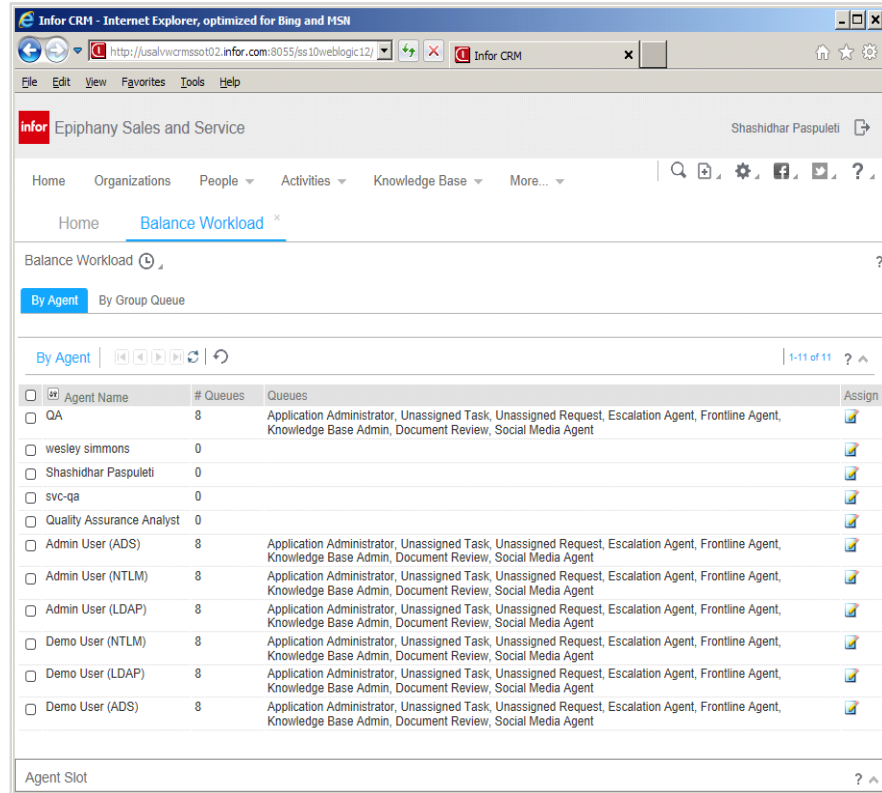 Infor CRM - Internet Explorer, optimized for Bing and MSN
http://usalvwcrmssot02.infor.com:8055/ss10weblogic12/
Infor CRM
File Edit View Favorites Tools Help
infor Epiphany Sales and Service
Shashidhar Paspuleti
Home Organizations People Activities Knowledge Base More...
?
Home Balance Workload
Balance Workload
?
By Agent By Group Queue
By Agent
1-11 of 11 ?
Agent Name # Queues Queues Assign
QA 8 Application Administrator, Unassigned Task, Unassigned Request, Escalation Agent, Frontline Agent,
Knowledge Base Admin, Document Review, Social Media Agent
wesley simmons 0
Shashidhar Paspuleti 0
svc-qa 0
Quality Assurance Analyst 0
Admin User (ADS) 8 Application Administrator, Unassigned Task, Unassigned Request, Escalation Agent, Frontline Agent,
Knowledge Base Admin, Document Review, Social Media Agent
Admin User (NTLM) 8 Application Administrator, Unassigned Task, Unassigned Request, Escalation Agent, Frontline Agent,
Knowledge Base Admin, Document Review, Social Media Agent
Admin User (LDAP) 8 Application Administrator, Unassigned Task, Unassigned Request, Escalation Agent, Frontline Agent,
Knowledge Base Admin, Document Review, Social Media Agent
Demo User (NTLM) 8 Application Administrator, Unassigned Task, Unassigned Request, Escalation Agent, Frontline Agent,
Knowledge Base Admin, Document Review, Social Media Agent
Demo User (LDAP) 8 Application Administrator, Unassigned Task, Unassigned Request, Escalation Agent, Frontline Agent,
Knowledge Base Admin, Document Review, Social Media Agent
Demo User (ADS) 8 Application Administrator, Unassigned Task, Unassigned Request, Escalation Agent, Frontline Agent,
Knowledge Base Admin, Document Review, Social Media Agent
Agent Slot
?